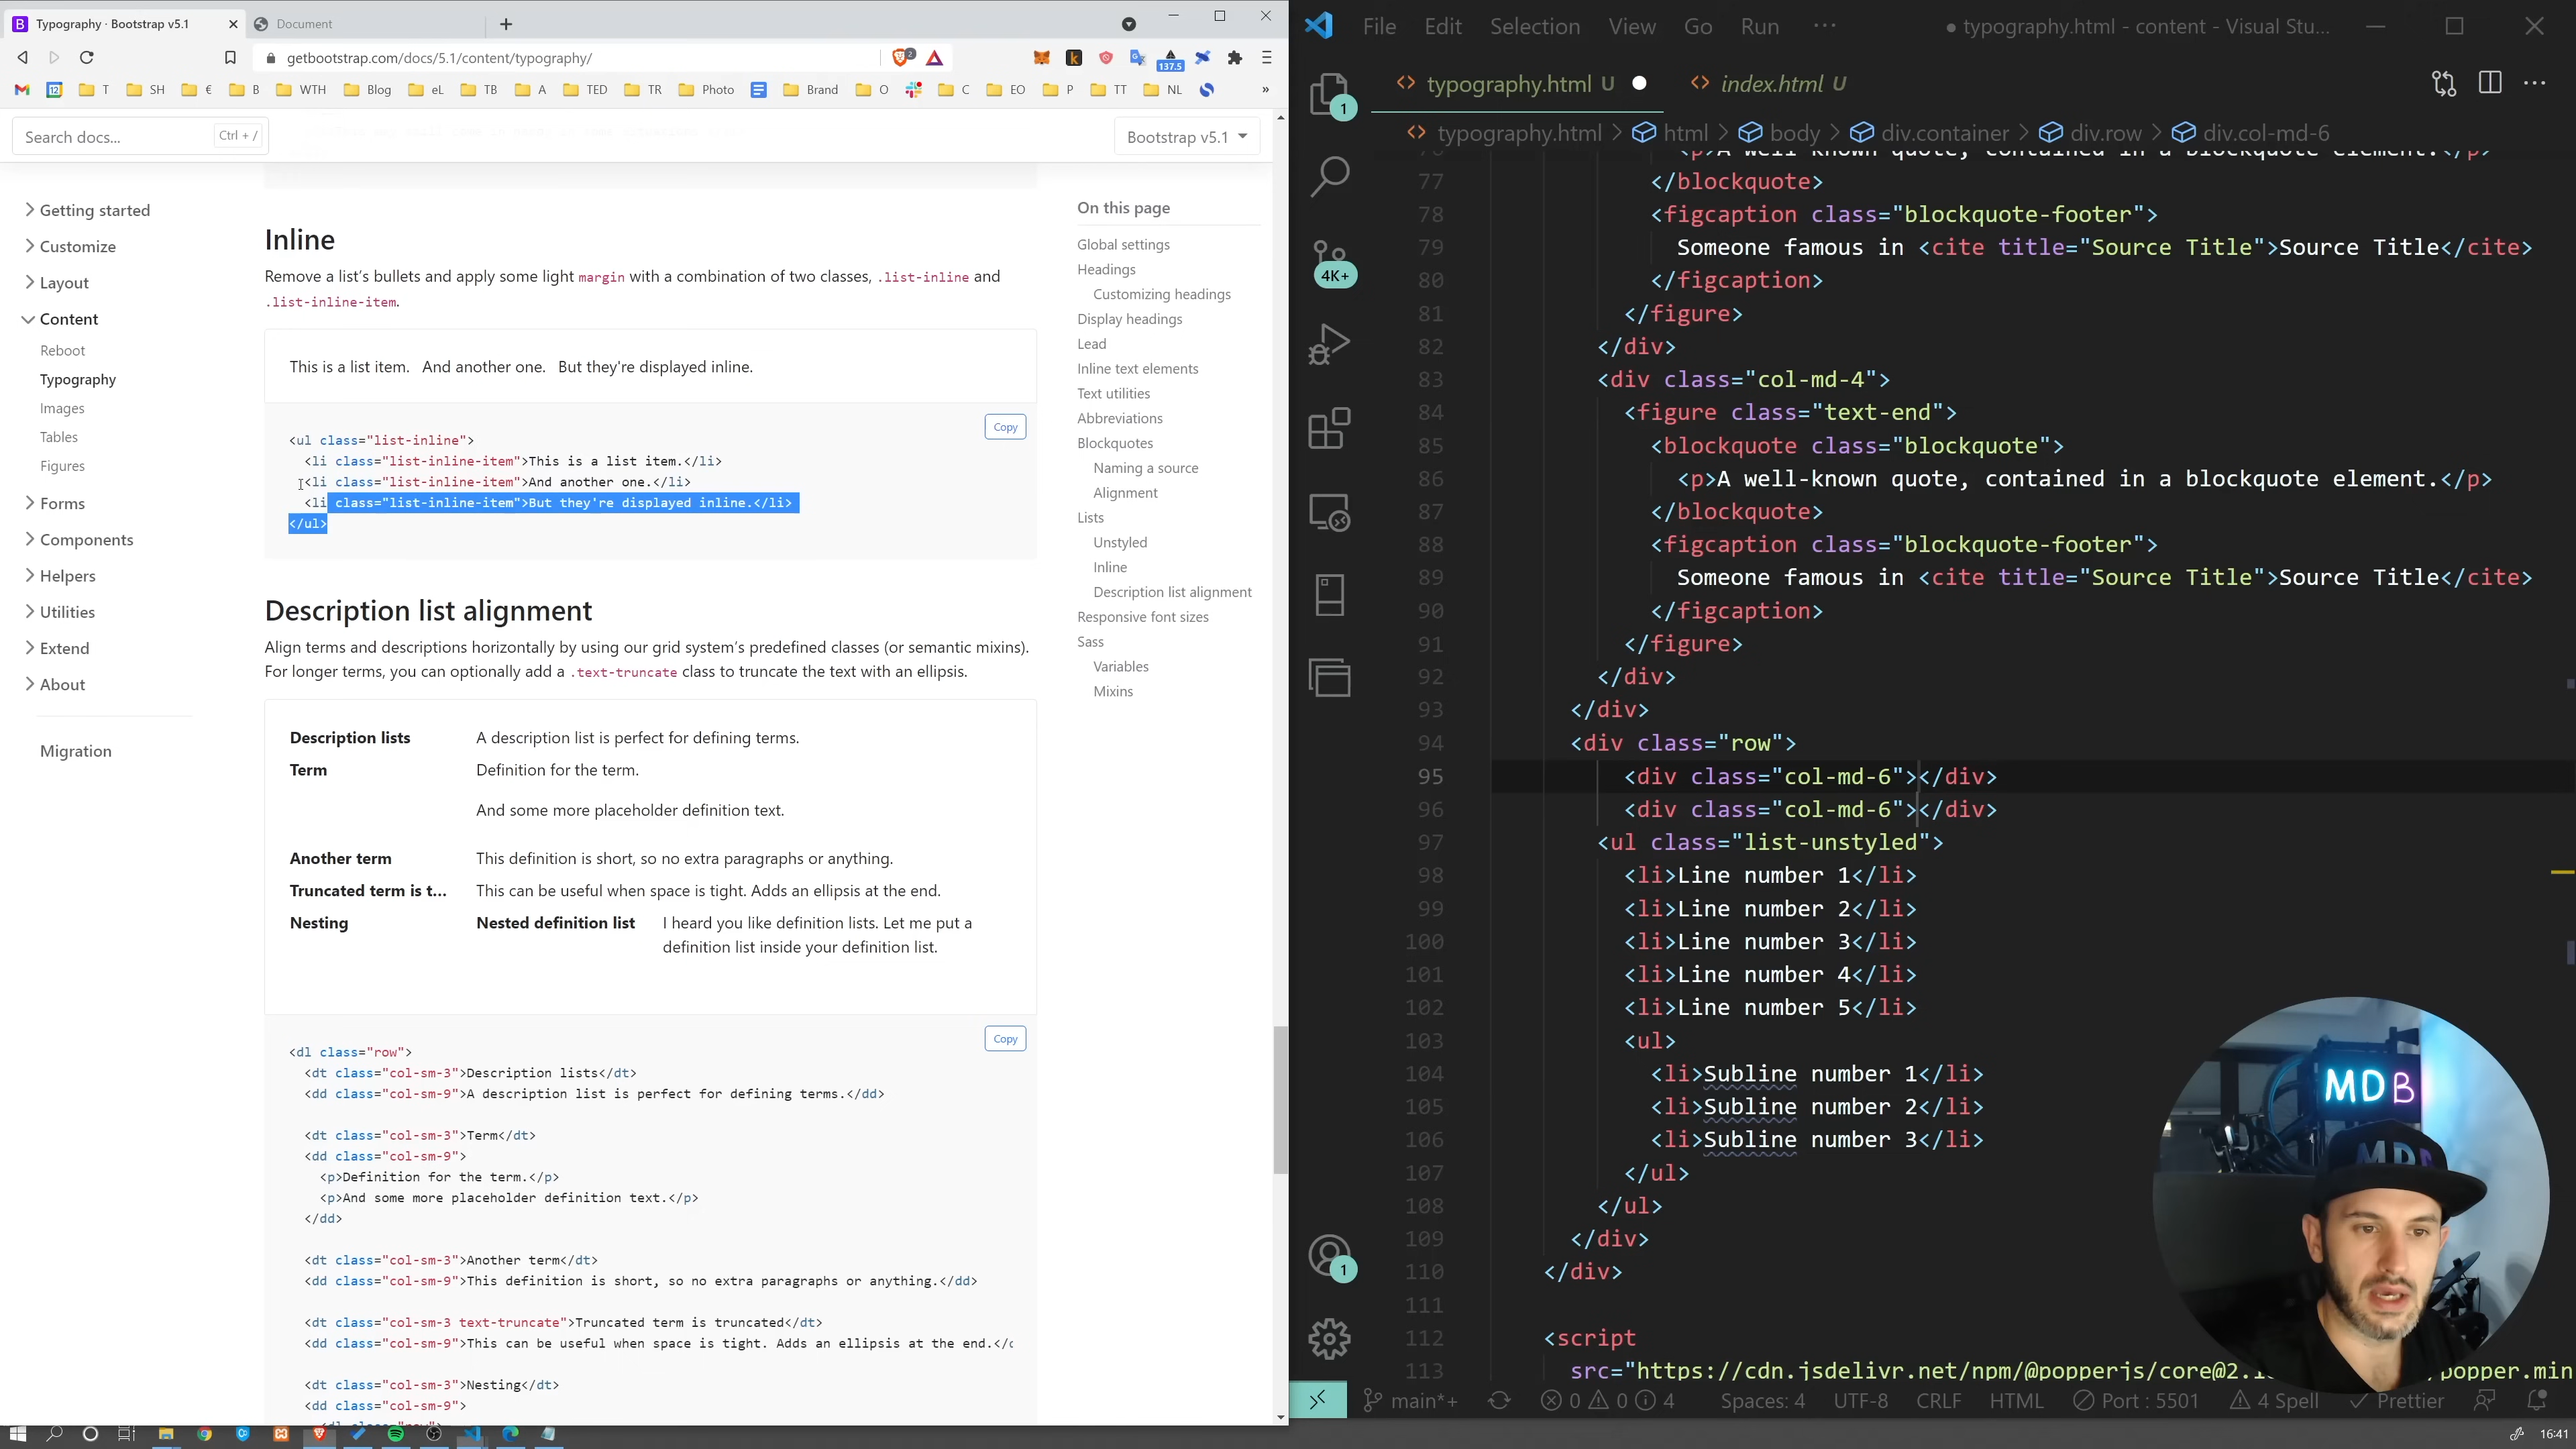 Typography · Bootstrap v5.1
Document
getbootstrap.com/docs/5.1/content/typography/
2
137.5
12
T
SH
€
B
WTH
Blog
eL
TB
A
TED
TR
Photo
Brand
O
C
EO
P
TT
NL
»
Search docs...
Ctrl + /
Bootstrap v5.1
Getting started
Customize
Layout
Content
Reboot
Typography
Images
Tables
Figures
Forms
Components
Helpers
Utilities
Extend
About
Migration
Inline
Remove a list's bullets and apply some light margin with a combination of two classes, .list-inline and
.list-inline-item.
This is a list item. And another one. But they're displayed inline.
Copy
<ul class="list-inline">
<li class="list-inline-item">This is a list item.</li>
<li class="list-inline-item">And another one.</li>
<li class="list-inline-item">But they're displayed inline.</li>
</ul>
Description list alignment
Align terms and descriptions horizontally by using our grid system's predefined classes (or semantic mixins).
For longer terms, you can optionally add a .text-truncate class to truncate the text with an ellipsis.
Description lists A description list is perfect for defining terms.
Term Definition for the term.
And some more placeholder definition text.
Another term This definition is short, so no extra paragraphs or anything.
Truncated term is t... This can be useful when space is tight. Adds an ellipsis at the end.
Nesting Nested definition list I heard you like definition lists. Let me put a
definition list inside your definition list.
Copy
<dl class="row">
<dt class="col-sm-3">Description lists</dt>
<dd class="col-sm-9">A description list is perfect for defining terms.</dd>
<dt class="col-sm-3">Term</dt>
<dd class="col-sm-9">
<p>Definition for the term.</p>
<p>And some more placeholder definition text.</p>
</dd>
<dt class="col-sm-3">Another term</dt>
<dd class="col-sm-9">This definition is short, so no extra paragraphs or anything.</dd>
<dt class="col-sm-3 text-truncate">Truncated term is truncated</dt>
<dd class="col-sm-9">This can be useful when space is tight. Adds an ellipsis at the end.</
<dt class="col-sm-3">Nesting</dt>
<dd class="col-sm-9">
On this page
Global settings
Headings
Customizing headings
Display headings
Lead
Inline text elements
Text utilities
Abbreviations
Blockquotes
Naming a source
Alignment
Lists
Unstyled
Inline
Description list alignment
Responsive font sizes
Sass
Variables
Mixins
File Edit Selection View Go Run ··· ● typography.html - content - Visual Stu...
typography.html U ● index.html U
typography.html > html > body > div.container > div.row > div.col-md-6
1
4K+
1
<p>A well-known quote, contained in a blockquote element.</p>
77 </blockquote>
78 <figcaption class="blockquote-footer">
79 Someone famous in <cite title="Source Title">Source Title</cite>
80 </figcaption>
81 </figure>
82 </div>
83 <div class="col-md-4">
84 <figure class="text-end">
85 <blockquote class="blockquote">
86 <p>A well-known quote, contained in a blockquote element.</p>
87 </blockquote>
88 <figcaption class="blockquote-footer">
89 Someone famous in <cite title="Source Title">Source Title</cite>
90 </figcaption>
91 </figure>
92 </div>
93 </div>
94 <div class="row">
95 <div class="col-md-6"></div>
96 <div class="col-md-6"></div>
97 <ul class="list-unstyled">
98 <li>Line number 1</li>
99 <li>Line number 2</li>
100 <li>Line number 3</li>
101 <li>Line number 4</li>
102 <li>Line number 5</li>
103 <ul>
104 <li>Subline number 1</li>
105 <li>Subline number 2</li>
106 <li>Subline number 3</li>
107 </ul>
108 </ul>
109 </div>
110 </div>
111
112 <script
113 src="https://cdn.jsdelivr.net/npm/@popperjs/core@2. popper.min
MDB
main*+ 0 0 4 Spaces: 4 UTF-8 CRLF HTML Port : 5501 4 Spell Prettier
16:41